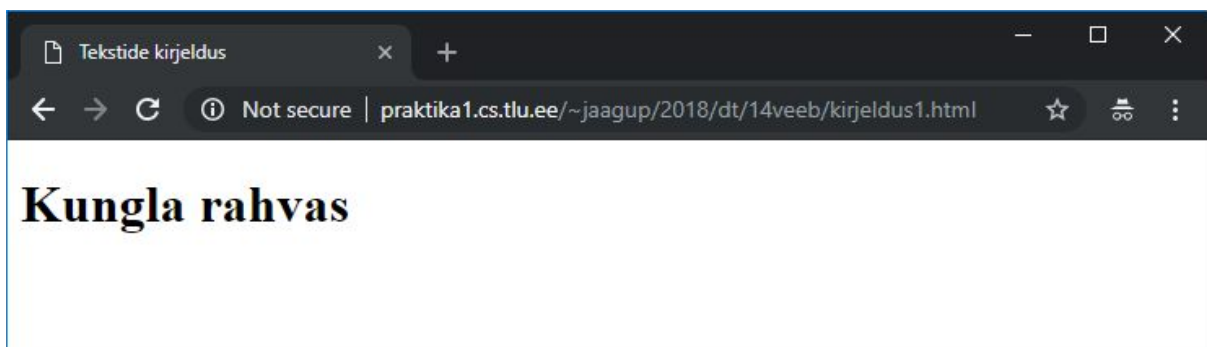 Tekstide kirjeldus
Not secure | praktika1.cs.tlu.ee/~jaagup/2018/dt/14veeb/kirjeldus1.html
Kungla rahvas